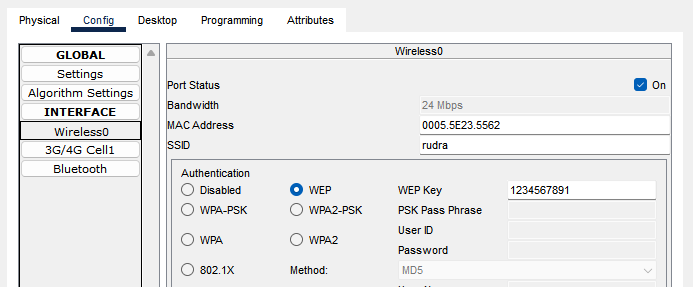 Physical Config Desktop Programming Attributes
GLOBAL
Settings
Algorithm Settings
INTERFACE
Wireless0
3G/4G Cell1
Bluetooth
Wireless0
Port Status On
Bandwidth 24 Mbps
MAC Address 0005.5E23.5562
SSID rudra
Authentication
Disabled WEP WEP Key 1234567891
WPA-PSK WPA2-PSK PSK Pass Phrase
User ID
WPA WPA2
Password
802.1X Method: MD5